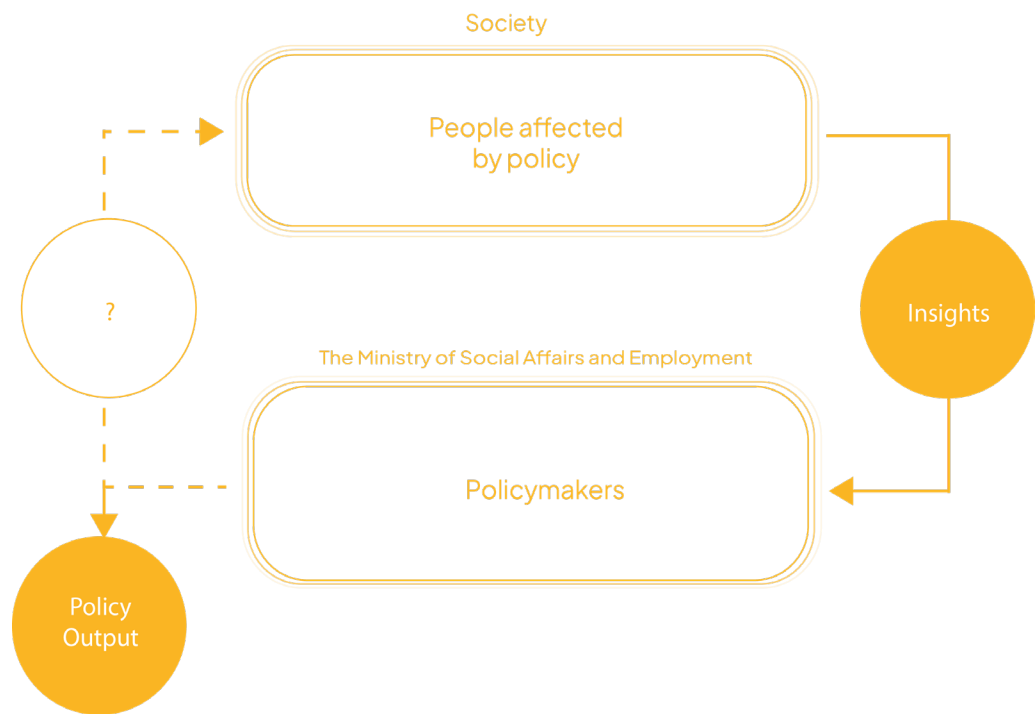 Society
People affected
by policy
?
Insights
The Ministry of Social Affairs and Employment
Policymakers
Policy
Output